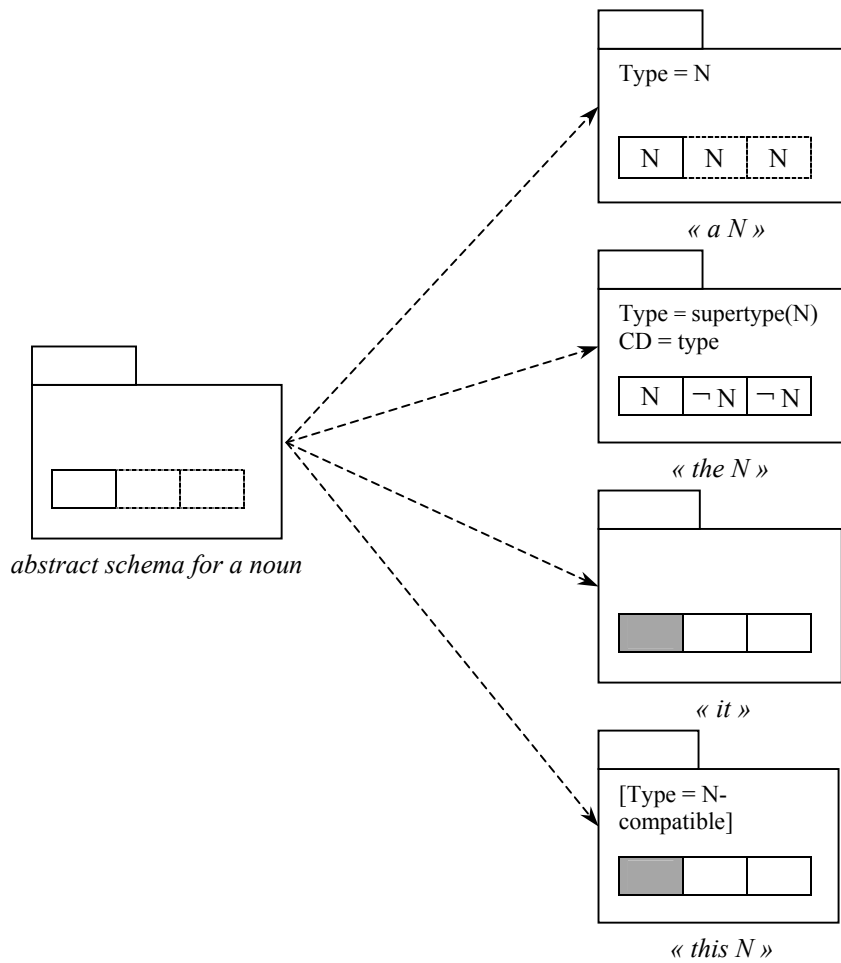 Type = N
N N N
« a N »
Type = supertype(N)
CD = type
N ¬ N ¬ N
« the N »
abstract schema for a noun
« it »
[Type = N-
compatible]
« this N »